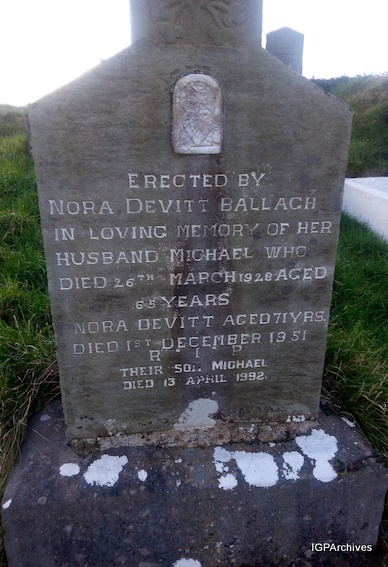 ERECTED BY
NORA DEVITT BALLAGH
IN LOVING MEMORY OF HER
HUSBAND MICHAEL WHO
DIED 26TH MARCH 1928 AGED
65 YEARS
NORA DEVITT AGED 71 YRS.
DIED 1ST DECEMBER 1951
R I P
THEIR SON MICHAEL
DIED 13 APRIL 1992.
IGPArchives